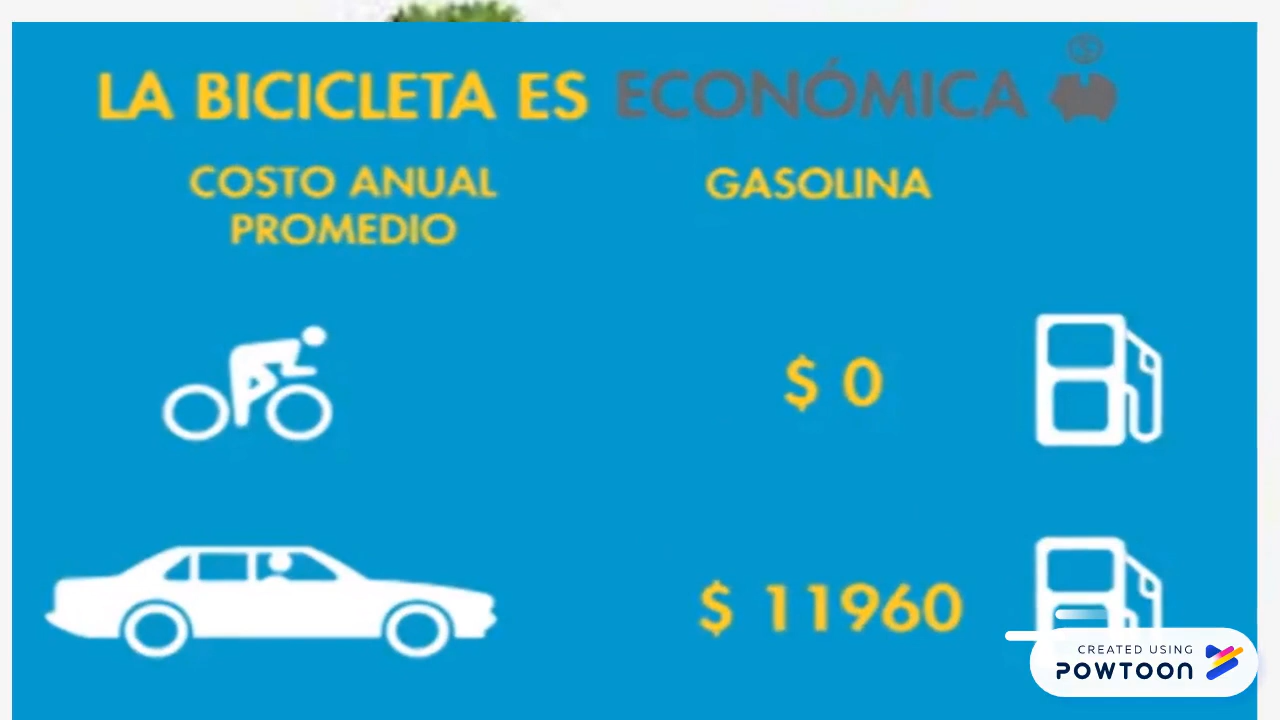 LA BICICLETA ES ECONÓMICA
COSTO ANUAL
PROMEDIO
GASOLINA
$ 0
$ 11960
CREATED USING
POWTOON